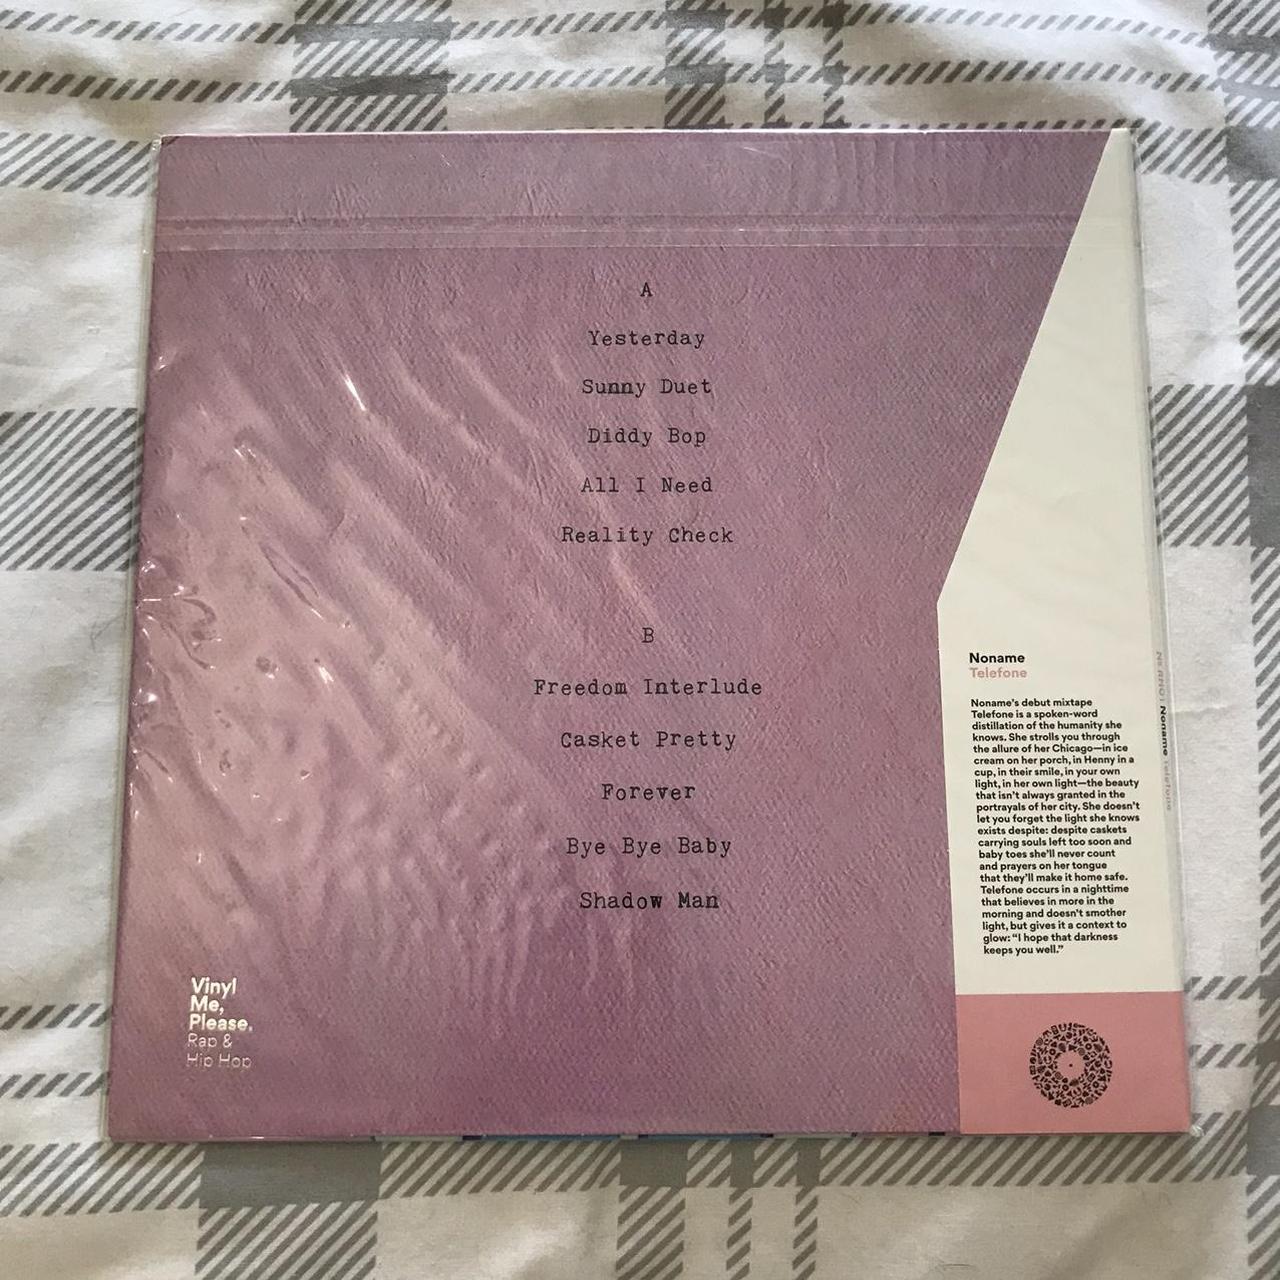 A
Yesterday
Sunny Duet
Diddy Bop
All I Need
Reality Check
B
Freedom Interlude
Casket Pretty
Forever
Bye Bye Baby
Shadow Man
Vinyl
Me,
Please.
Rap &
Hip Hop
Noname
Telefone
Noname's debut mixtape
Telefone is a spoken-word
distillation of the humanity she
knows. She strolls you through
the allure of her Chicago—in ice
cream on her porch, in Henny in a
cup, in their smile, in your own
light, in her own light—the beauty
that isn't always granted in the
portrayals of her city. She doesn't
let you forget the light she knows
exists despite: despite caskets
carrying souls left too soon and
baby toes she'll never count
and prayers on her tongue
that they'll make it home safe.
Telefone occurs in a nighttime
that believes in more in the
morning and doesn't smother
light, but gives it a context to
glow: "I hope that darkness
keeps you well."
Noname Telefone